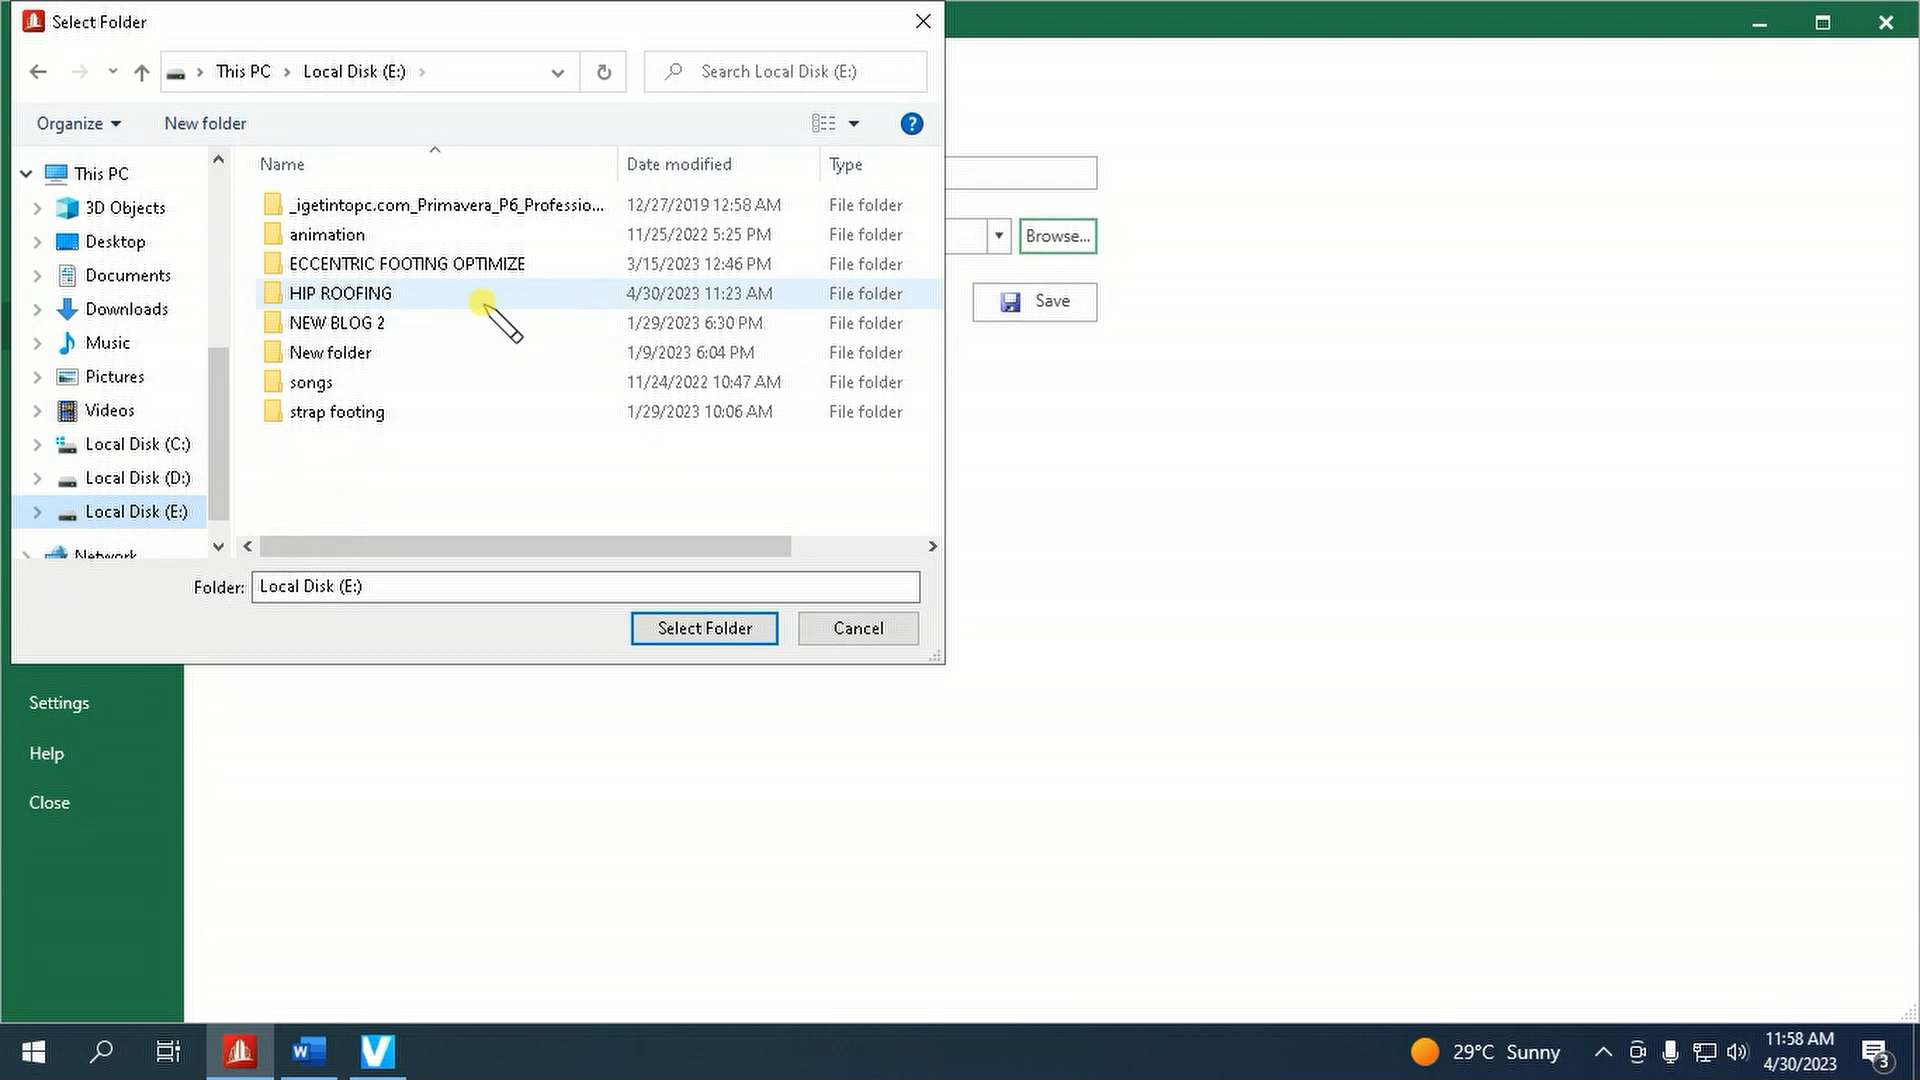 Select Folder
This PC Local Disk (E:)
Search Local Disk (E:)
Organize
New folder
?
Name Date modified Type
_igetintopc.com_Primavera_P6_Professio... 12/27/2019 12:58 AM File folder
animation 11/25/2022 5:25 PM File folder
ECCENTRIC FOOTING OPTIMIZE 3/15/2023 12:46 PM File folder
HIP ROOFING 4/30/2023 11:23 AM File folder
NEW BLOG 2 1/29/2023 6:30 PM File folder
New folder 1/9/2023 6:04 PM File folder
songs 11/24/2022 10:47 AM File folder
strap footing 1/29/2023 10:06 AM File folder
This PC
3D Objects
Desktop
Documents
Downloads
Music
Pictures
Videos
Local Disk (C:)
Local Disk (D:)
Local Disk (E:)
Network
Folder: Local Disk (E:)
Select Folder
Cancel
Browse...
Save
Settings
Help
Close
W
V
29°C Sunny
11:58 AM
4/30/2023
3